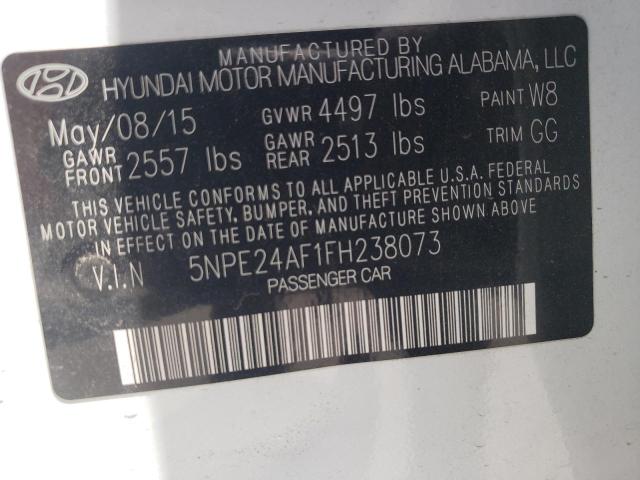 MANUFACTURED BY
HYUNDAI MOTOR MANUFACTURING ALABAMA, LLC
May/08/15 GVWR 4497 lbs PAINT W8
GAWR FRONT 2557 lbs GAWR REAR 2513 lbs TRIM GG
THIS VEHICLE CONFORMS TO ALL APPLICABLE U.S.A. FEDERAL
MOTOR VEHICLE SAFETY, BUMPER, AND THEFT PREVENTION STANDARDS
IN EFFECT ON THE DATE OF MANUFACTURE SHOWN ABOVE
V.I.N 5NPE24AF1FH238073
PASSENGER CAR